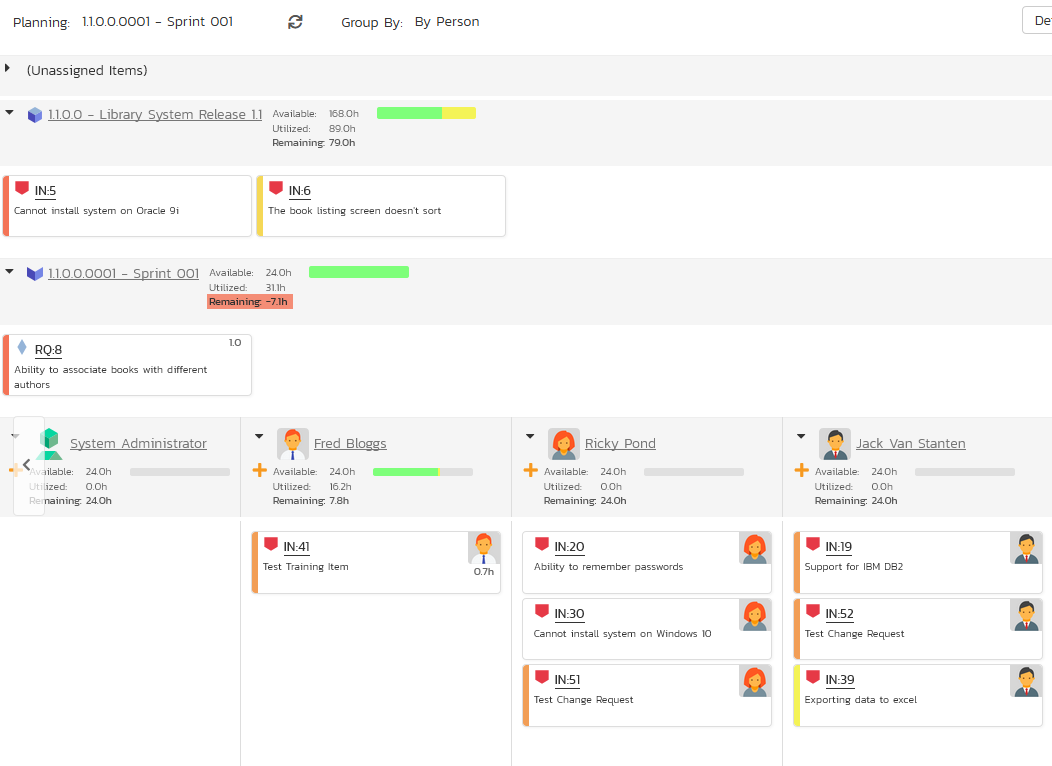 Planning: 1.1.0.0.0001 - Sprint 001 Group By: By Person De
(Unassigned Items)
1.1.0.0 - Library System Release 1.1 Available: 168.0h
Utilized: 89.0h
Remaining: 79.0h
IN:5 IN:6
Cannot install system on Oracle 9i The book listing screen doesn't sort
1.1.0.0.0001 - Sprint 001 Available: 24.0h
Utilized: 31.1h
Remaining: -7.1h
RQ:8 1.0
Ability to associate books with different
authors
System Administrator Fred Bloggs Ricky Pond Jack Van Stanten
Available: 24.0h Available: 24.0h Available: 24.0h Available: 24.0h
Utilized: 0.0h Utilized: 16.2h Utilized: 0.0h Utilized: 0.0h
Remaining: 24.0h Remaining: 7.8h Remaining: 24.0h Remaining: 24.0h
IN:41 IN:20 IN:19
Test Training Item Ability to remember passwords Support for IBM DB2
0.7h
IN:30 IN:52
Cannot install system on Windows 10 Test Change Request
IN:51 IN:39
Test Change Request Exporting data to excel